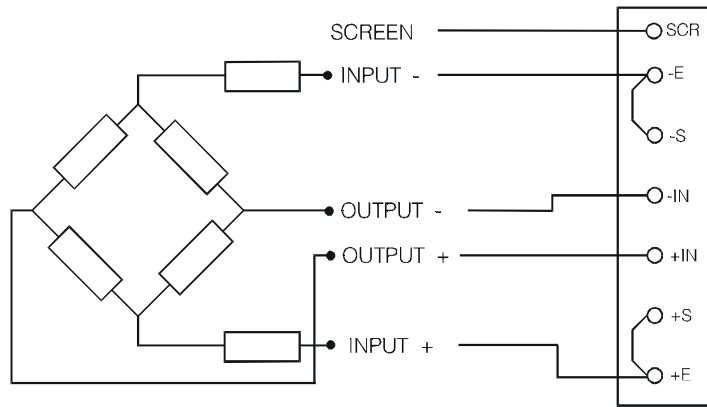 SCREEN
SCR
INPUT -
-E
-S
OUTPUT -
-IN
OUTPUT +
+IN
+S
INPUT +
+E